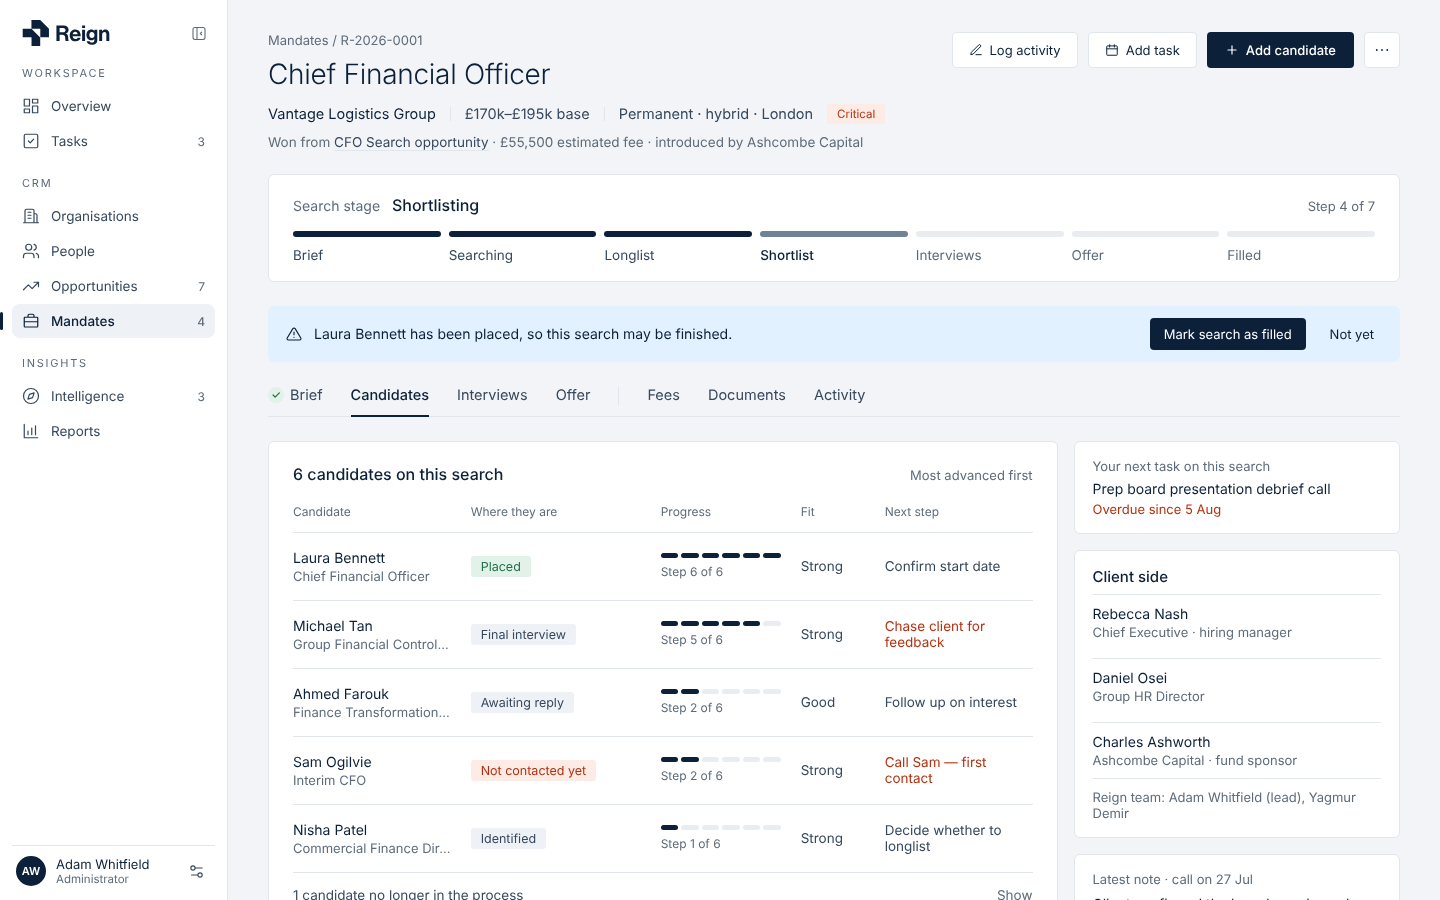 Reign
WORKSPACE
Overview
Tasks 3
CRM
Organisations
People
Opportunities 7
Mandates 4
INSIGHTS
Intelligence 3
Reports
AW
Adam Whitfield
Administrator
Mandates / R-2026-0001
Chief Financial Officer
Log activity
Add task
Add candidate
Vantage Logistics Group £170k–£195k base Permanent · hybrid · London Critical
Won from CFO Search opportunity · £55,500 estimated fee · introduced by Ashcombe Capital
Search stage Shortlisting Step 4 of 7
Brief Searching Longlist Shortlist Interviews Offer Filled
Laura Bennett has been placed, so this search may be finished. Mark search as filled Not yet
Brief Candidates Interviews Offer Fees Documents Activity
6 candidates on this search Most advanced first
Candidate Where they are Progress Fit Next step
Laura Bennett
Chief Financial Officer
Placed
Step 6 of 6
Strong
Confirm start date
Michael Tan
Group Financial Control...
Final interview
Step 5 of 6
Strong
Chase client for
feedback
Ahmed Farouk
Finance Transformation...
Awaiting reply
Step 2 of 6
Good
Follow up on interest
Sam Ogilvie
Interim CFO
Not contacted yet
Step 2 of 6
Strong
Call Sam — first
contact
Nisha Patel
Commercial Finance Dir...
Identified
Step 1 of 6
Strong
Decide whether to
longlist
1 candidate no longer in the process Show
Your next task on this search
Prep board presentation debrief call
Overdue since 5 Aug
Client side
Rebecca Nash
Chief Executive · hiring manager
Daniel Osei
Group HR Director
Charles Ashworth
Ashcombe Capital · fund sponsor
Reign team: Adam Whitfield (lead), Yagmur
Demir
Latest note · call on 27 Jul